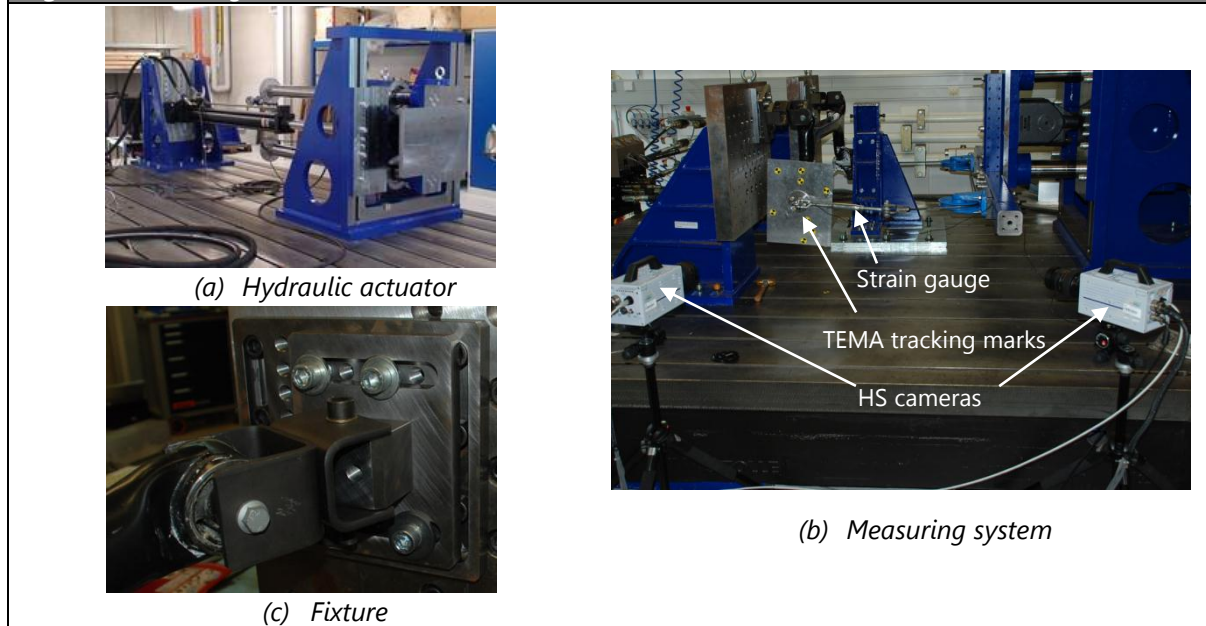 (a) Hydraulic actuator
Strain gauge
TEMA tracking marks
HS cameras
(b) Measuring system
(c) Fixture